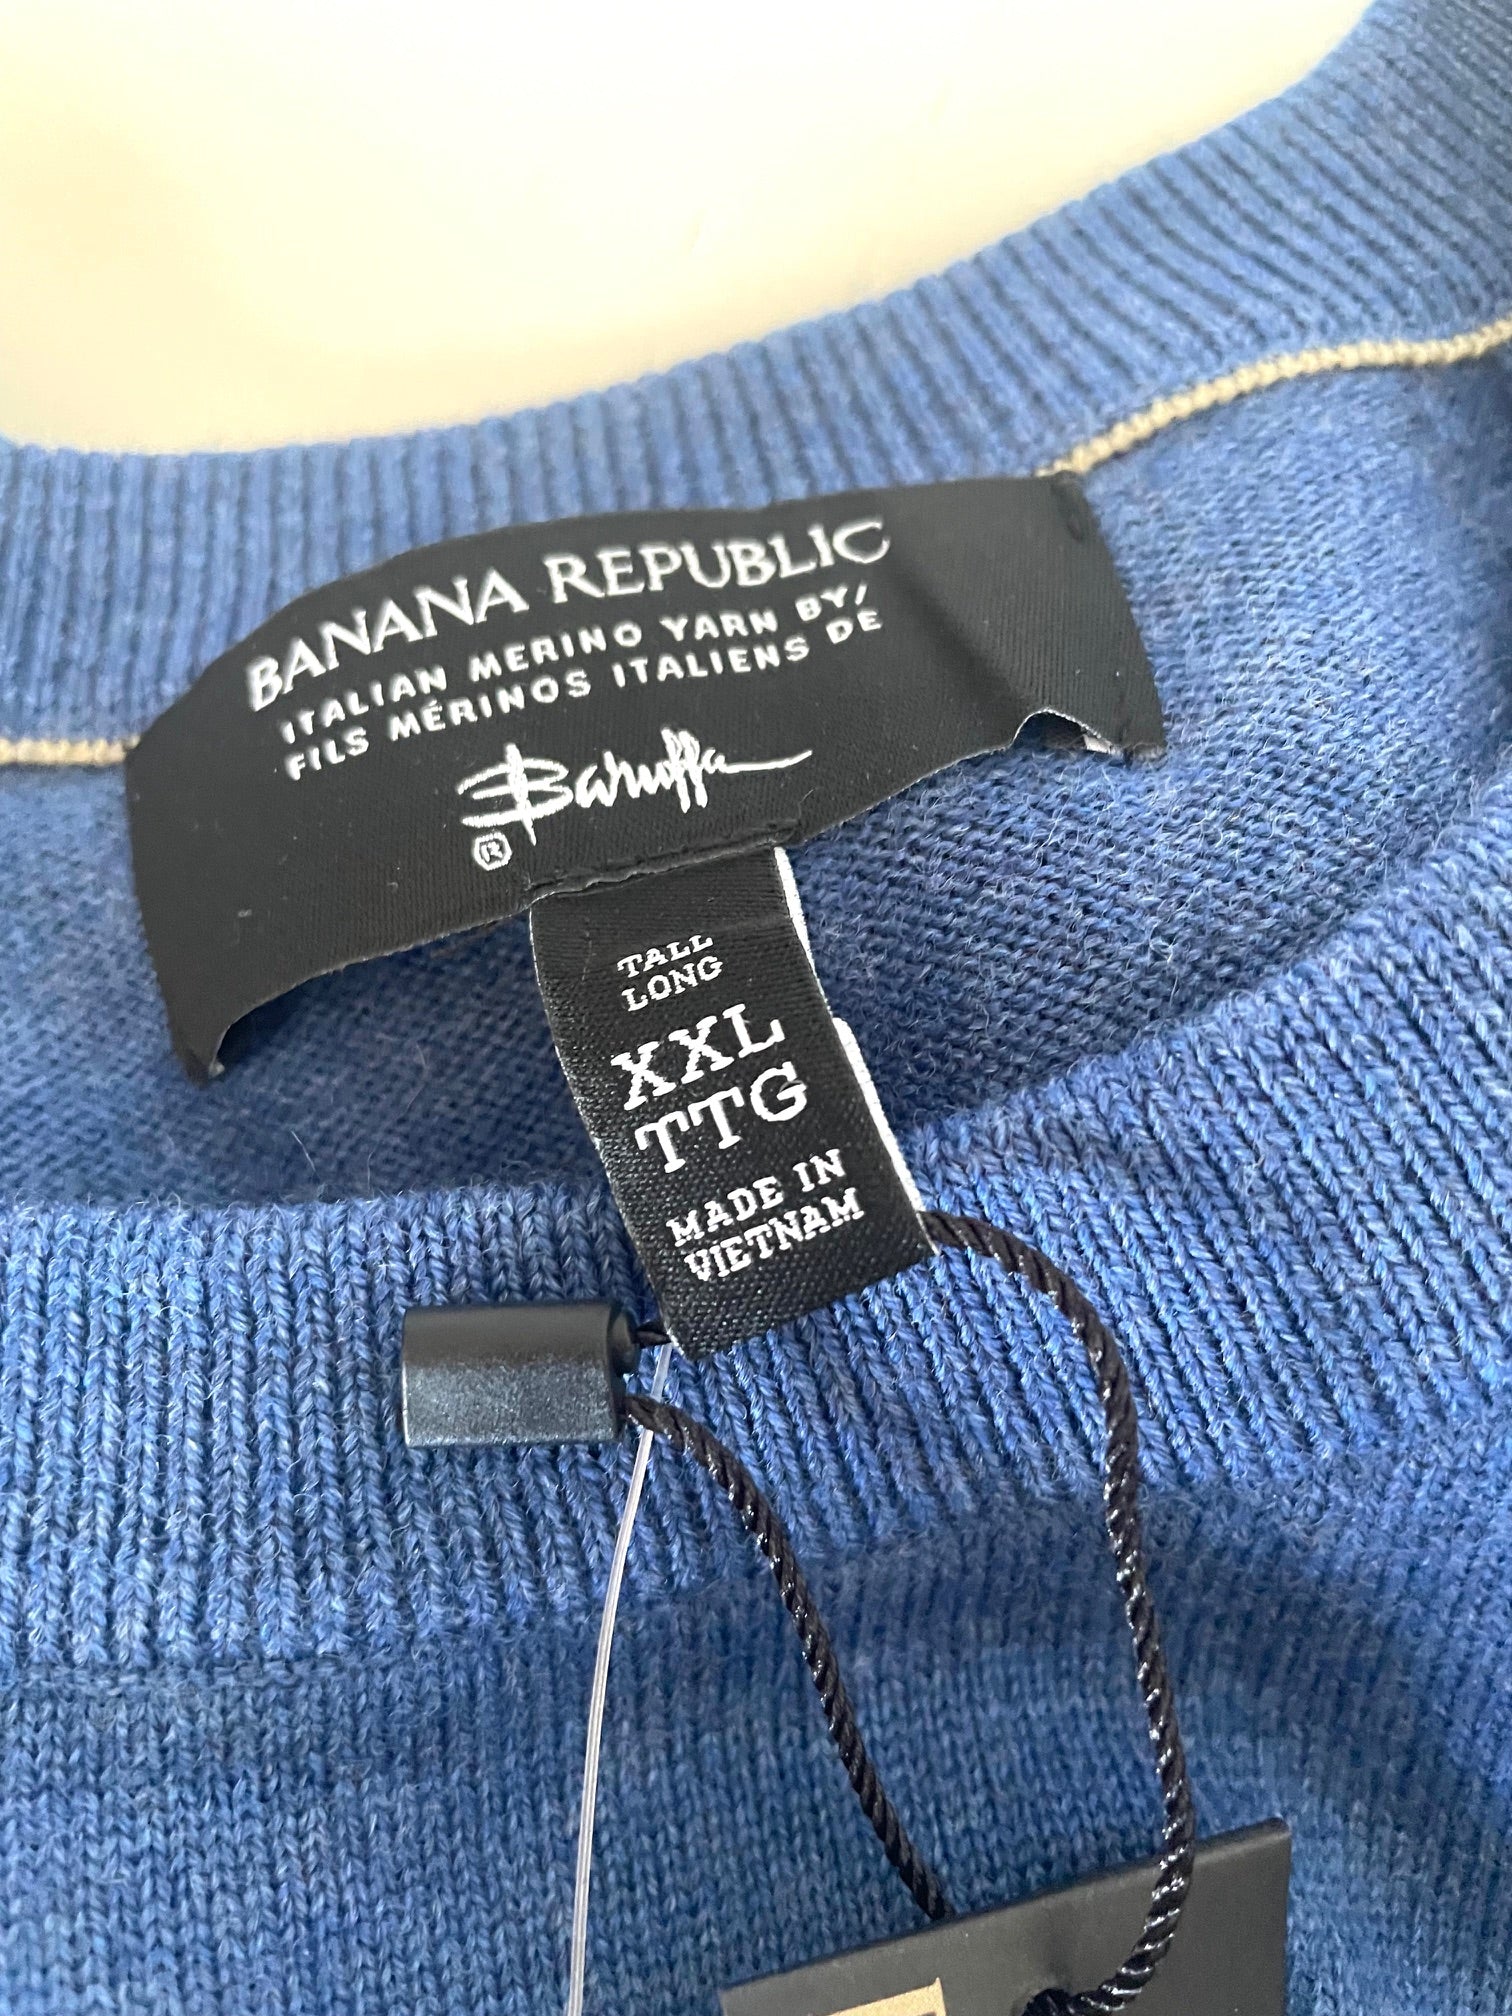 BANANA REPUBLIC
ITALIAN MERINO YARN BY/
FILS MÉRINOS ITALIENS DE
Baruffa
®
TALL
LONG
XXL
TTG
MADE IN
VIETNAM